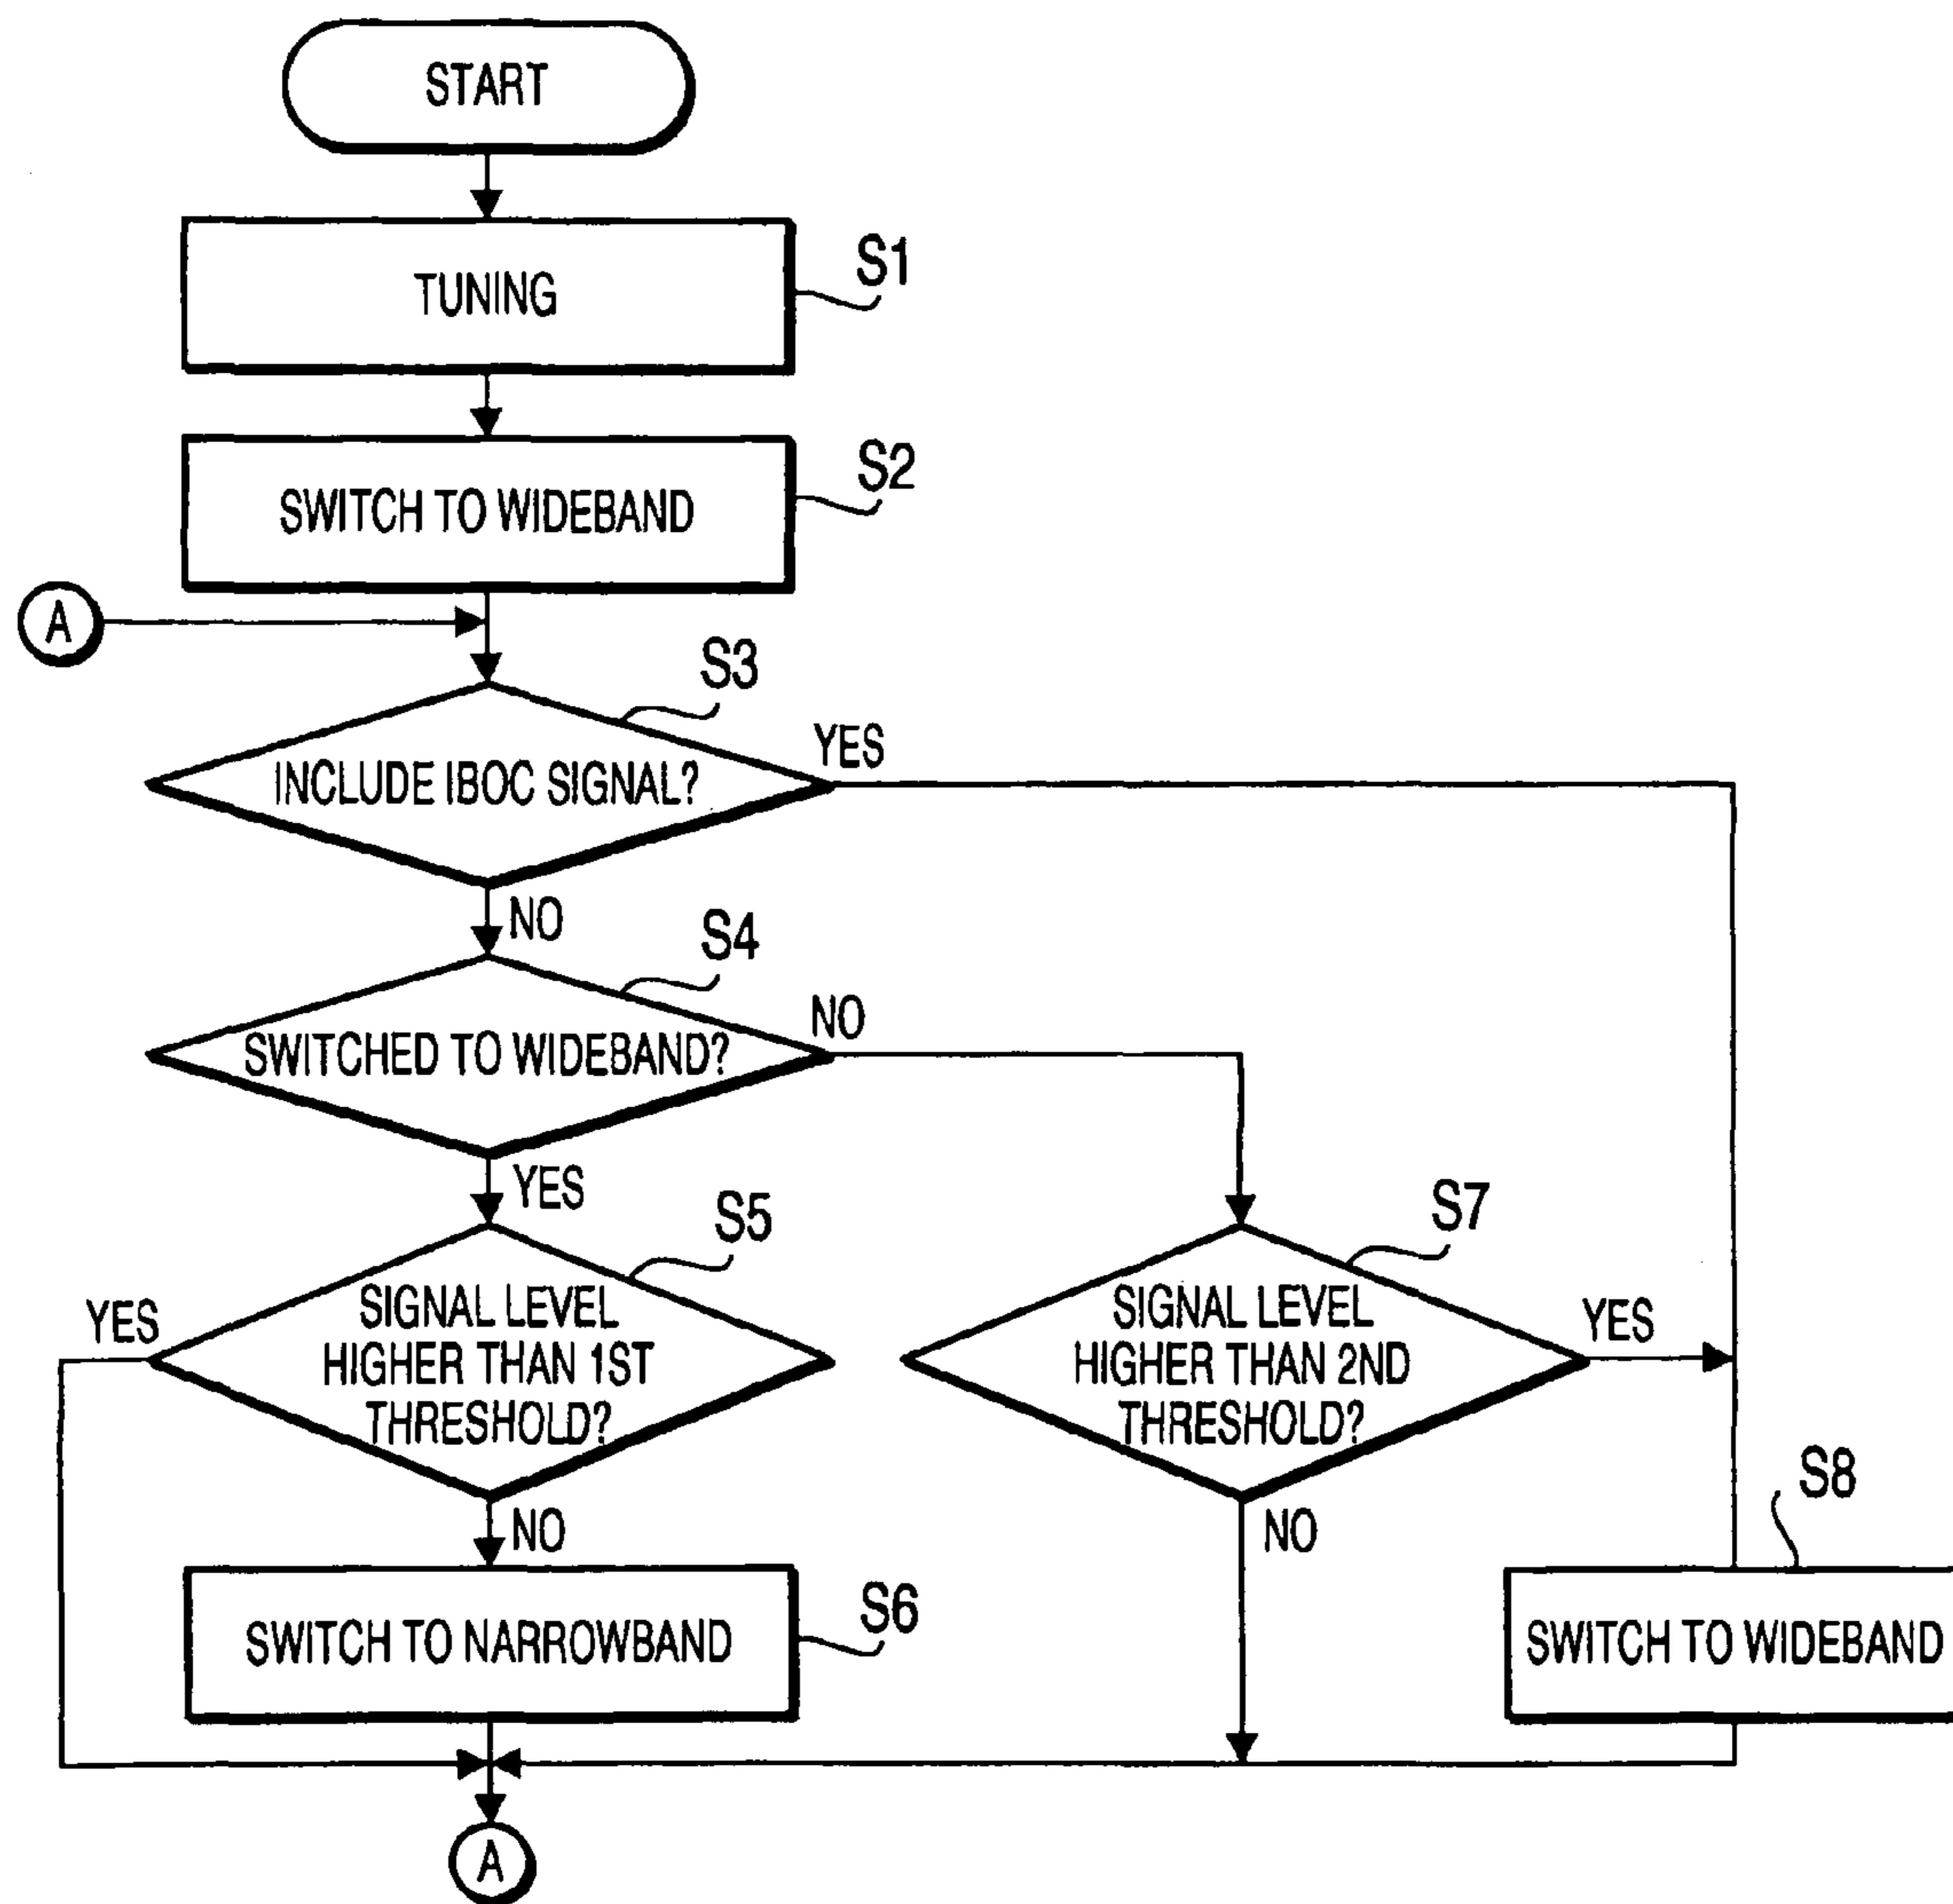 START
TUNING
S1
SWITCH TO WIDEBAND
S2
A
S3
INCLUDE IBOC SIGNAL?
YES
NO
S4
SWITCHED TO WIDEBAND?
NO
YES
S5
SIGNAL LEVEL
HIGHER THAN 1ST
THRESHOLD?
YES
NO
S7
SIGNAL LEVEL
HIGHER THAN 2ND
THRESHOLD?
YES
NO
SWITCH TO NARROWBAND
S6
S8
SWITCH TO WIDEBAND
A